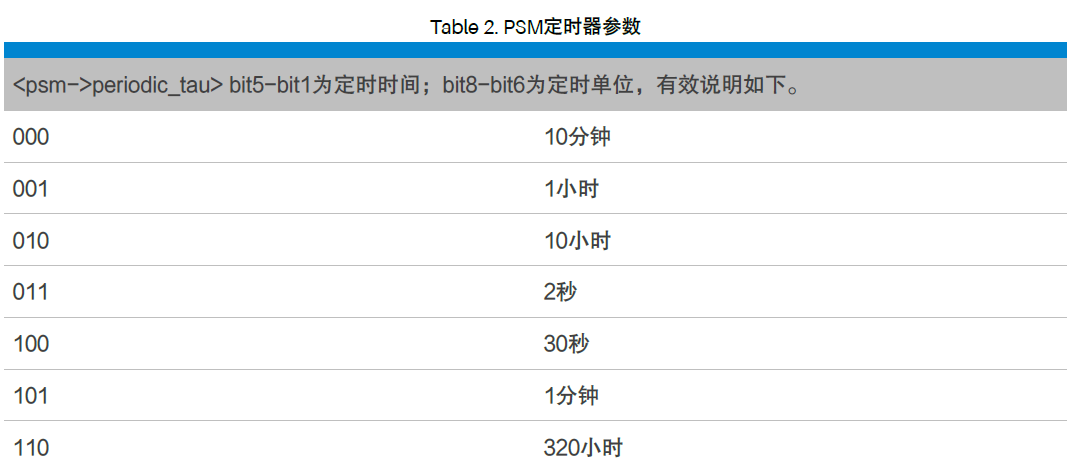 Table 2. PSM定时器参数
<psm->periodic_tau> bit5-bit1为定时时间；bit8-bit6为定时单位，有效说明如下。
000 10分钟
001 1小时
010 10小时
011 2秒
100 30秒
101 1分钟
110 320小时